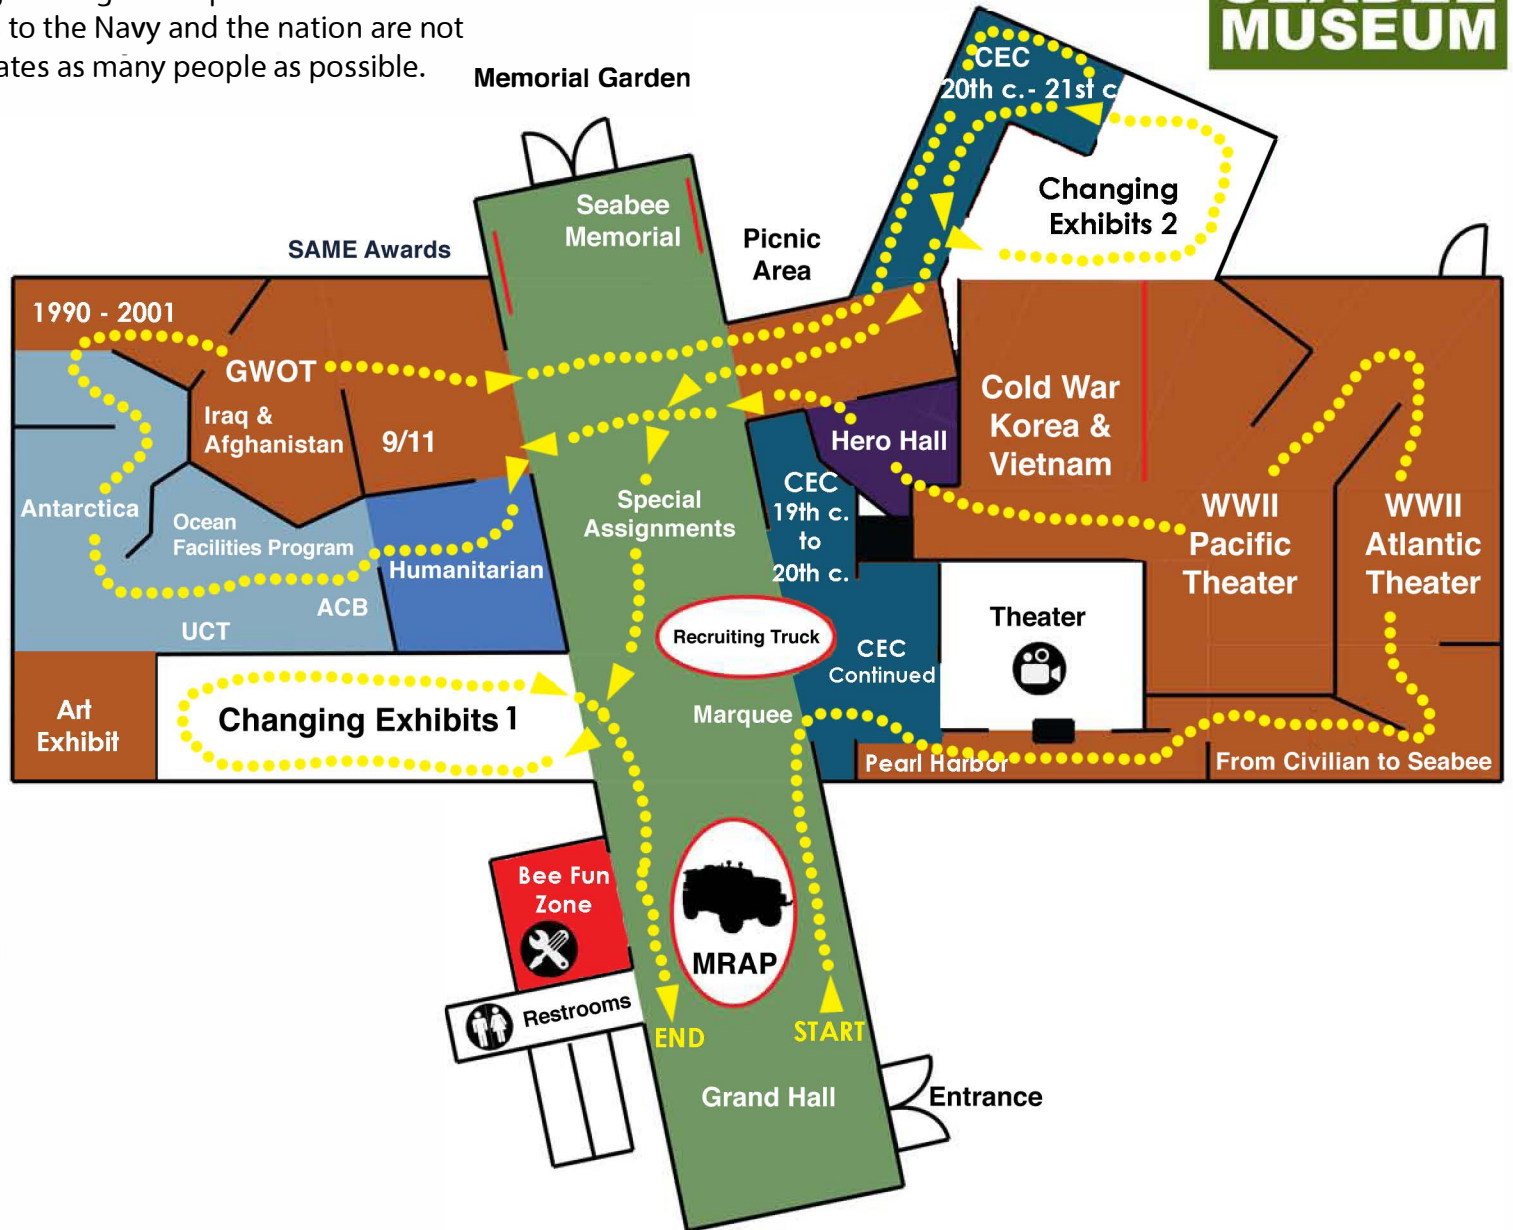 to the Navy and the nation are not
as many people as possible.
MUSEUM
Memorial Garden
CEC
20th c. - 21st c
Seabee
Memorial
Changing
Exhibits 2
Picnic
Area
SAME Awards
1990 - 2001
GWOT
Iraq &
Afghanistan
9/11
Hero Hall
Cold War
Korea &
Vietnam
Antarctica
Ocean
Facilities Program
Humanitarian
ACB
UCT
Special
Assignments
CEC
19th c.
to
20th c.
WWII
Pacific
Theater
WWII
Atlantic
Theater
Recruiting Truck
CEC
Continued
Theater
Art
Exhibit
Changing Exhibits 1
Marquee
Pearl Harbor
From Civilian to Seabee
Bee Fun
Zone
MRAP
Restrooms
END
START
Grand Hall
Entrance